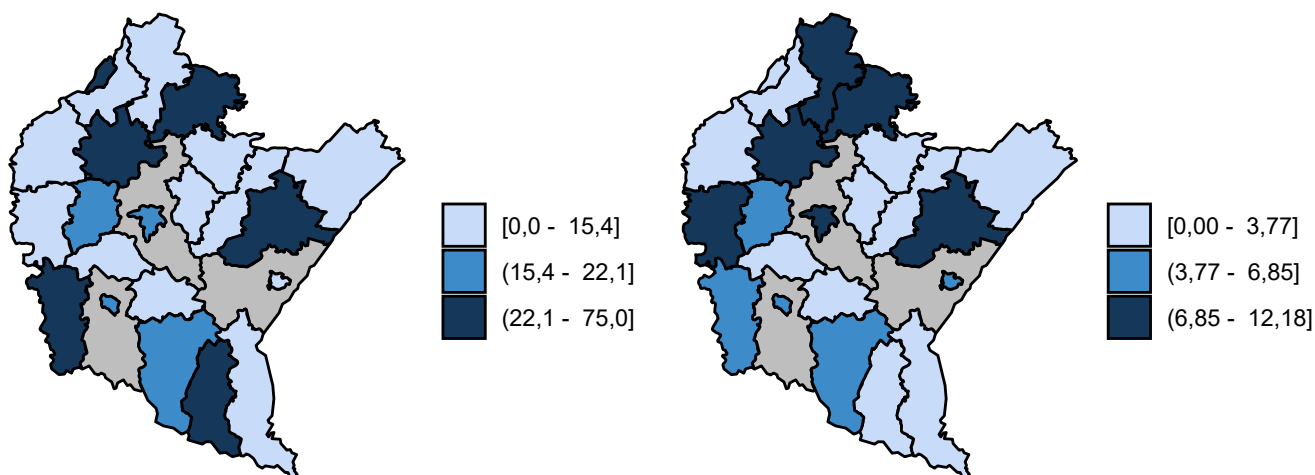 [0,0 - 15,4]
(15,4 - 22,1]
(22,1 - 75,0]
[0,00 - 3,77]
(3,77 - 6,85]
(6,85 - 12,18]